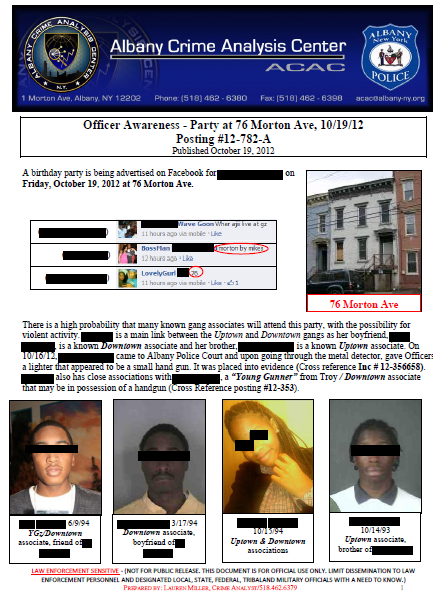 Albany Crime Analysis Center
ACAC
ALBANY CRIME ANALYSIS CENTER
N.Y.
ALBANY
New York
POLICE
1 Morton Ave, Albany, NY 12202 Phone: (518) 462 - 6380 Fax: (518) 462 - 6398 acac@albany-ny.org
Officer Awareness - Party at 76 Morton Ave, 10/19/12
Posting #12-782-A
Published October 19, 2012
A birthday party is being advertised on Facebook for on
Friday, October 19, 2012 at 76 Morton Ave.
Wave Goon Where aje live at gz
11 hours ago via mobile · Like
BossMan morton by mikes
12 hours ago · Like
LovelyGurl
11 hours ago via mobile · Like
76 Morton Ave
There is a high probability that many known gang associates will attend this party, with the possibility for
violent activity. is a main link between the Uptown and Downtown gangs as her boyfriend,
, is a known Downtown associate and her brother, is a known Uptown associate. On
10/16/12, came to Albany Police Court and upon going through the metal detector, gave Officers
a lighter that appeared to be a small hand gun. It was placed into evidence (Cross reference Inc # 12-356658).
also has close associations with , a “Young Gunner” from Troy / Downtown associate
that may be in possession of a handgun (Cross Reference posting #12-353).
6/9/94
YGz/Downtown
associate, friend of
3/17/94
Downtown associate,
boyfriend of
10/15/94
Uptown & Downtown
associations
10/14/93
Uptown associate,
brother of
LAW ENFORCEMENT SENSITIVE - (NOT FOR PUBLIC RELEASE. THIS DOCUMENT IS FOR OFFICIAL USE ONLY. LIMIT DISSEMINATION TO LAW
ENFORCEMENT PERSONNEL AND DESIGNATED LOCAL, STATE, FEDERAL, TRIBALAND MILITARY OFFICIALS WITH A NEED TO KNOW.)
PREPARED BY: LAUREN MILLER, CRIME ANALYST/518.462.6379 1